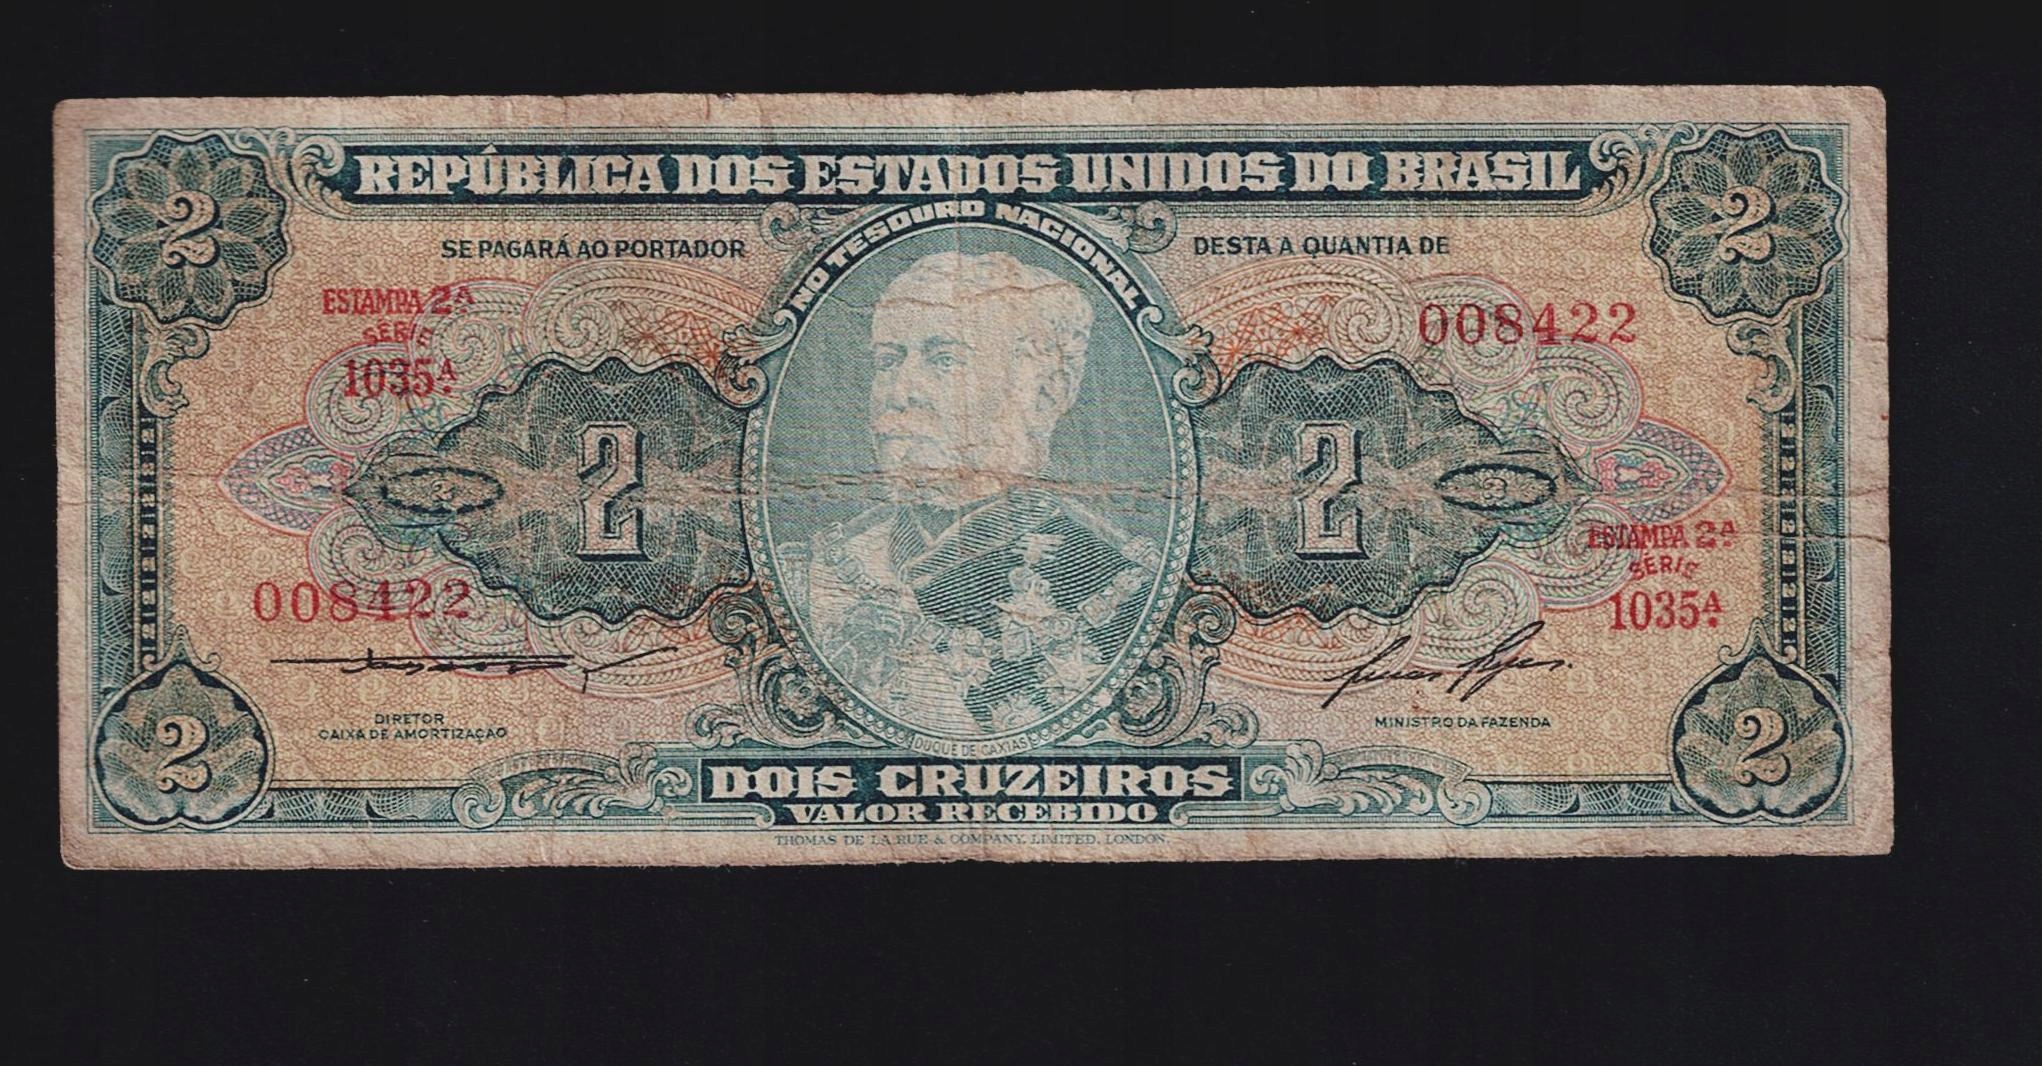 REPÚBLICA DOS ESTADOS UNIDOS DO BRASIL
2
2
NO TESOURO NACIONAL
SE PAGARÁ AO PORTADOR
DESTA A QUANTIA DE
ESTAMPA 2ª
SÉRIE
1035ª
008422
2
2
ESTAMPA 2ª
SÉRIE
1035ª
008422
DIRETOR
CAIXA DE AMORTIZAÇÃO
MINISTRO DA FAZENDA
DUQUE DE CAXIAS
2
2
DOIS CRUZEIROS
VALOR RECEBIDO
THOMAS DE LA RUE & COMPANY, LIMITED, LONDON.